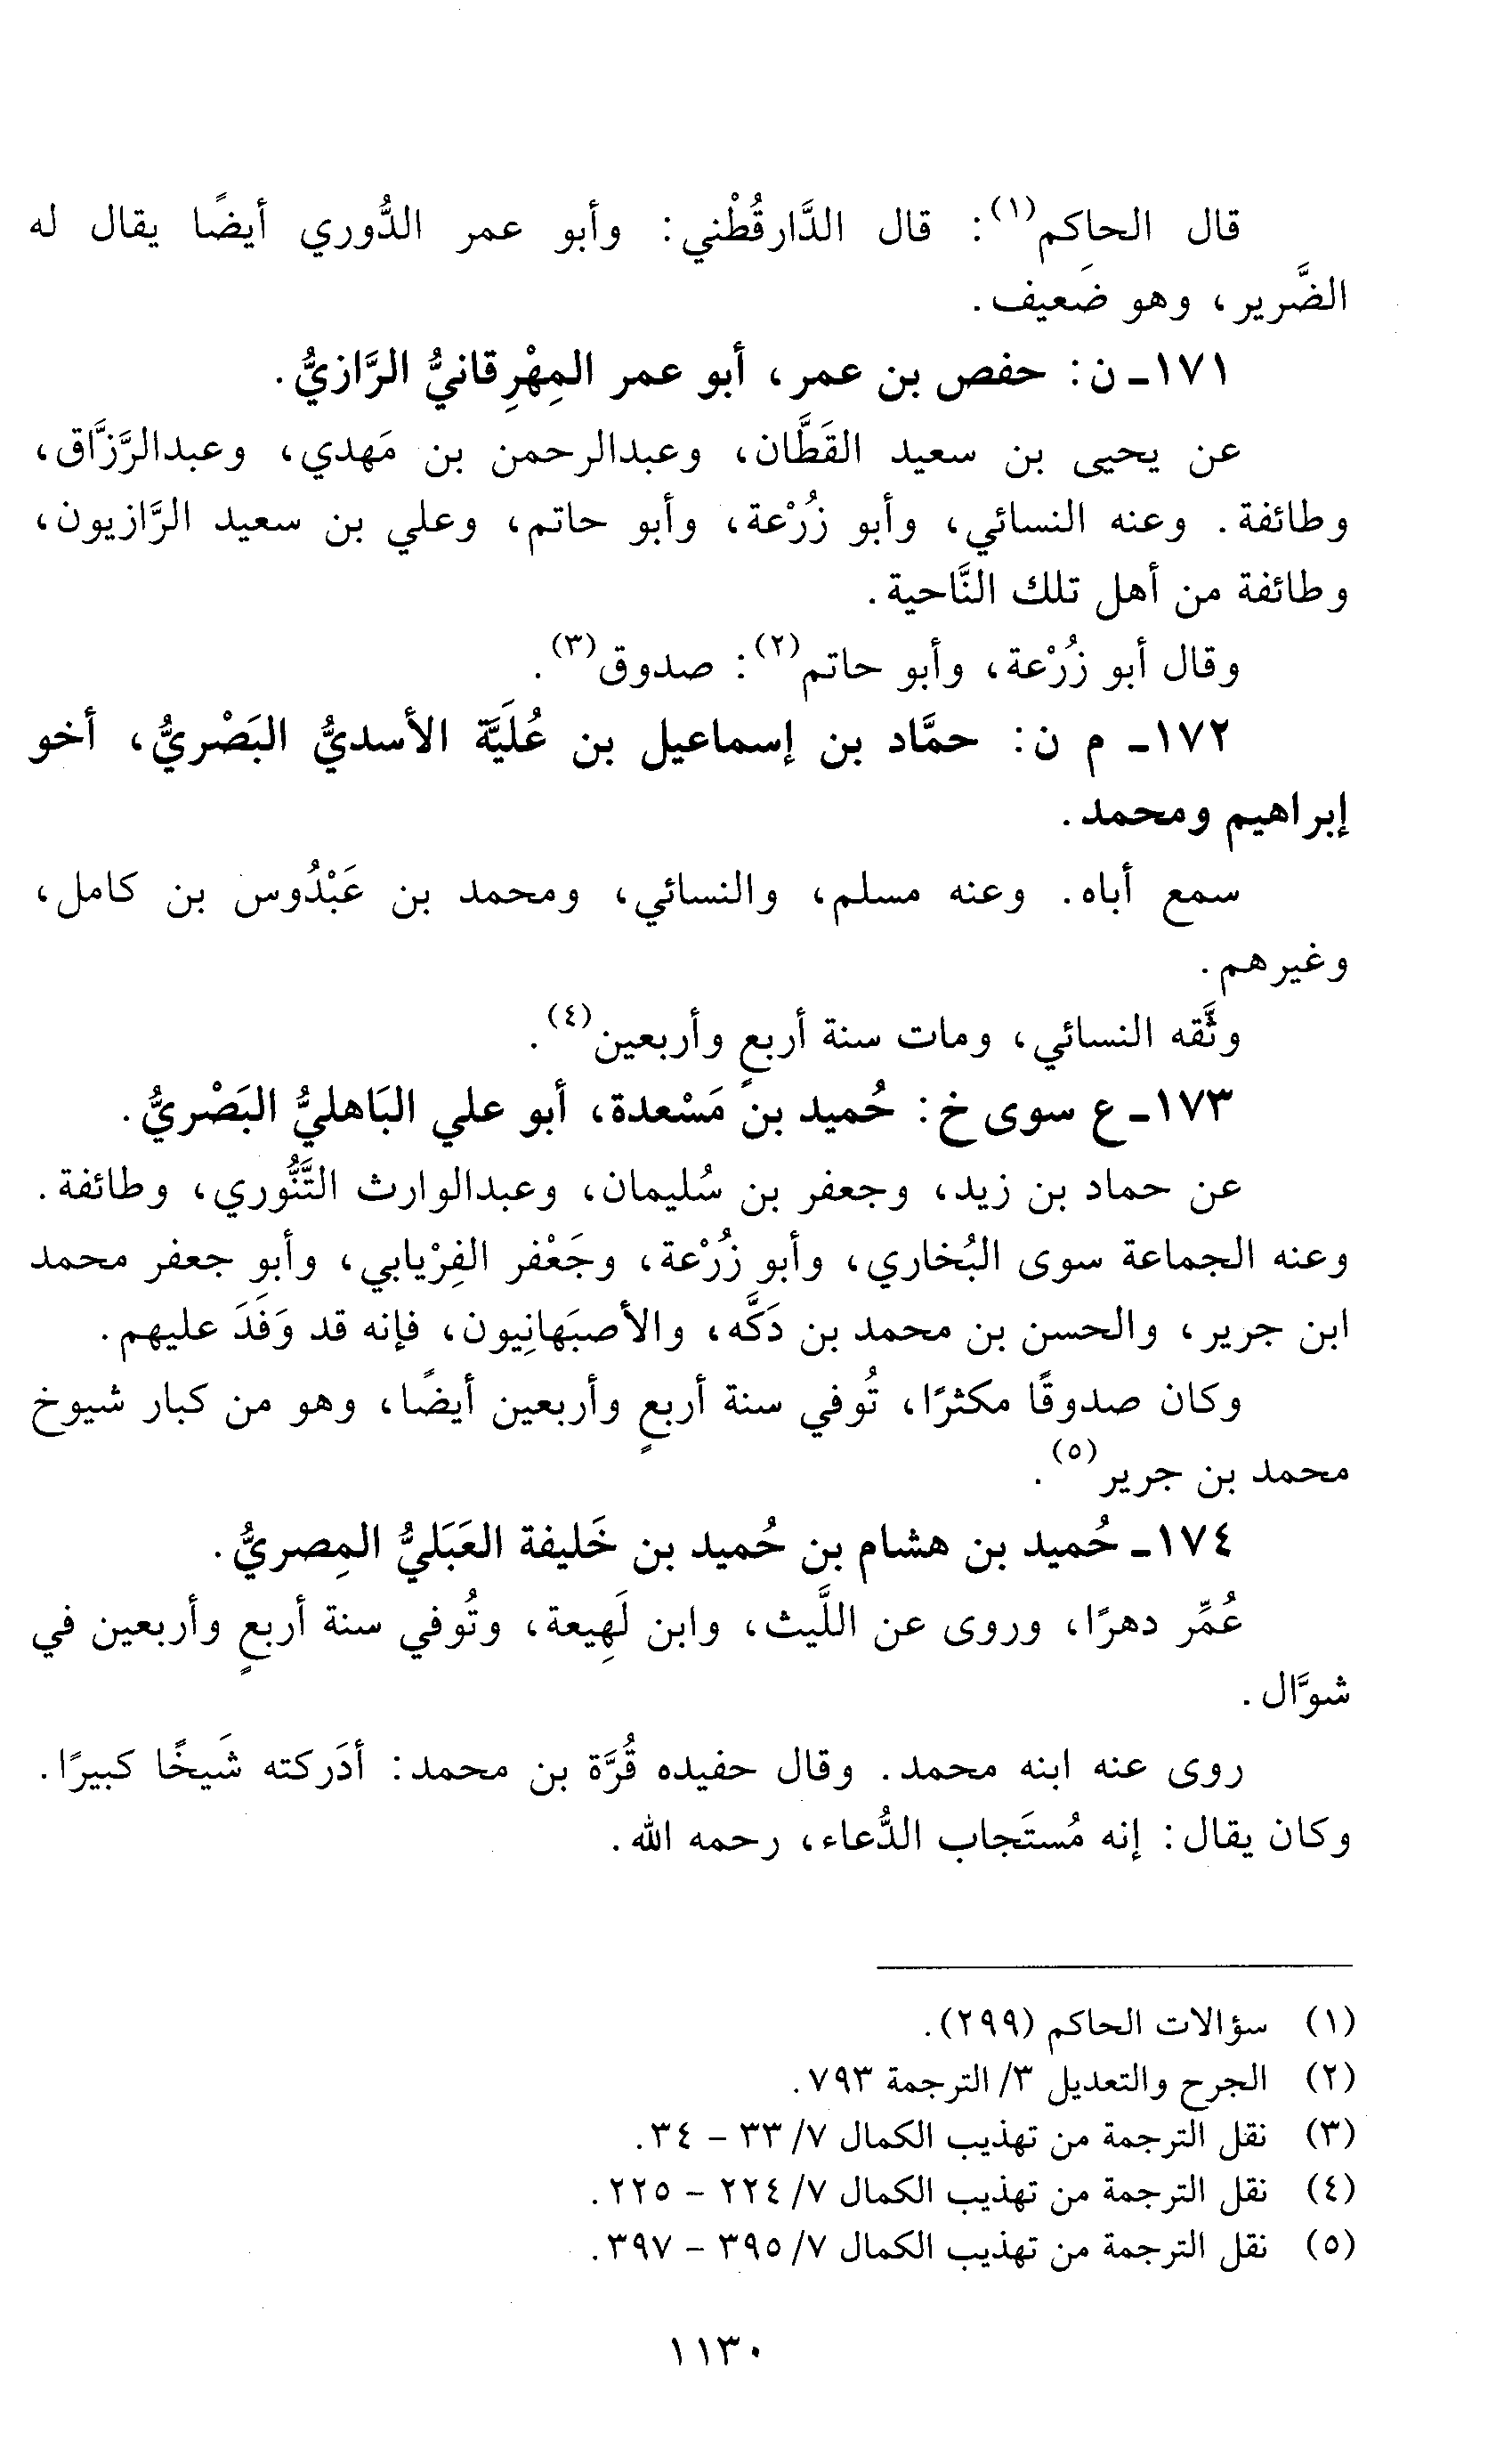 قال الحاكم(١): قال الدَّارقُطْني: وأبو عمر الدُّوري أيضًا يقال له
الضَّرير، وهو ضَعيف.
١٧١ـ ن: حفص بن عمر، أبو عمر المِهْرِقانيُّ الرَّازيُّ.
عن يحيى بن سعيد القَطَّان، وعبدالرحمن بن مَهدي، وعبدالرَّزَّاق،
وطائفة. وعنه النسائي، وأبو زُرْعة، وأبو حاتم، وعلي بن سعيد الرَّازيون،
وطائفة من أهل تلك النَّاحية.
وقال أبو زُرْعة، وأبو حاتم(٢): صدوق(٣).
١٧٢ـ م ن: حمَّاد بن إسماعيل بن عُلَيَّة الأسديُّ البَصْريُّ، أخو
إبراهيم ومحمد.
سمع أباه. وعنه مسلم، والنسائي، ومحمد بن عَبْدُوس بن كامل،
وغيرهم.
وثَّقه النسائي، ومات سنة أربعٍ وأربعين(٤).
١٧٣ـ ع سوى خ: حُميد بن مَسْعدة، أبو علي البَاهليُّ البَصْريُّ.
عن حماد بن زيد، وجعفر بن سُليمان، وعبدالوارث التَّنُّوري، وطائفة.
وعنه الجماعة سوى البُخاري، وأبو زُرْعة، وجَعْفر الفِرْيابي، وأبو جعفر محمد
ابن جرير، والحسن بن محمد بن دَكَّه، والأصبَهانِيون، فإنه قد وَفَدَ عليهم.
وكان صدوقًا مكثرًا، تُوفي سنة أربعٍ وأربعين أيضًا، وهو من كبار شيوخ
محمد بن جرير(٥).
١٧٤ـ حُميد بن هشام بن حُميد بن خَليفة العَبَليُّ المِصريُّ.
عُمِّر دهرًا، وروى عن اللَّيث، وابن لَهِيعة، وتُوفي سنة أربعٍ وأربعين في
شوَّال.
روى عنه ابنه محمد. وقال حفيده قُرَّة بن محمد: أدَركته شَيخًا كبيرًا.
وكان يقال: إنه مُستَجاب الدُّعاء، رحمه الله.
(١) سؤالات الحاكم (٢٩٩).
(٢) الجرح والتعديل ٣/ الترجمة ٧٩٣.
(٣) نقل الترجمة من تهذيب الكمال ٧/ ٣٣ – ٣٤.
(٤) نقل الترجمة من تهذيب الكمال ٧/ ٢٢٤ – ٢٢٥.
(٥) نقل الترجمة من تهذيب الكمال ٧/ ٣٩٥ – ٣٩٧.
١١٣٠